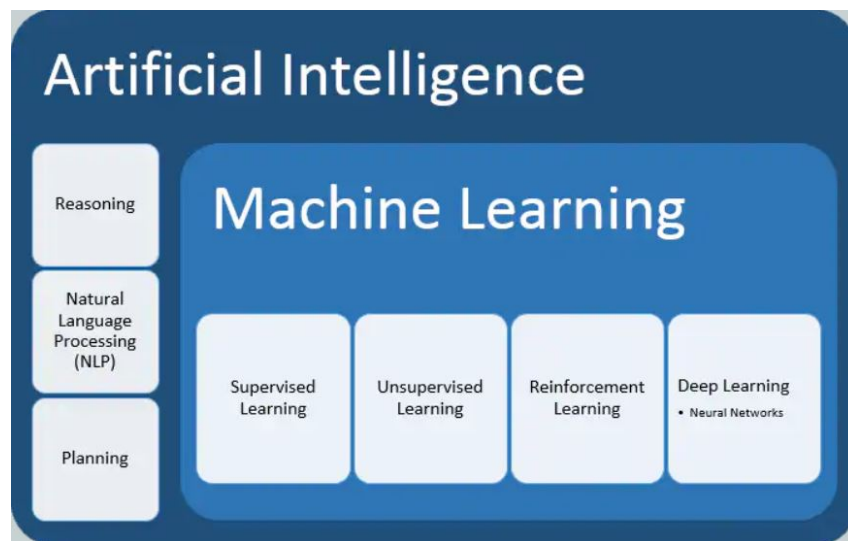 Artificial Intelligence
Reasoning
Natural
Language
Processing
(NLP)
Planning
Machine Learning
Supervised
Learning
Unsupervised
Learning
Reinforcement
Learning
Deep Learning
• Neural Networks